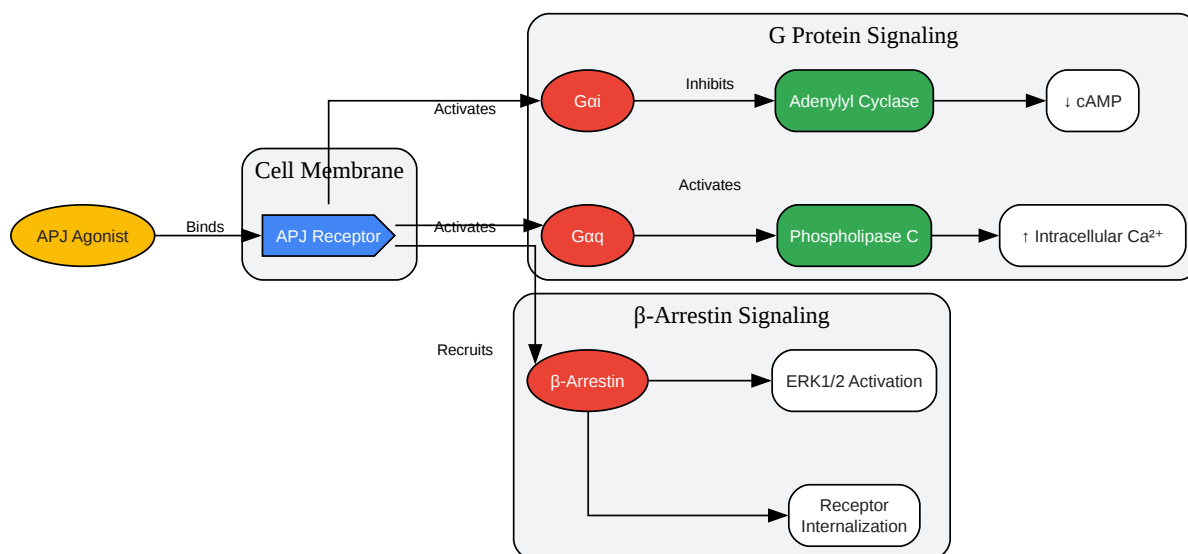 G Protein Signaling
Gαi
Inhibits
Adenylyl Cyclase
↓ cAMP
Activates
Cell Membrane
APJ Agonist
Binds
APJ Receptor
Activates
Gαq
Activates
Phospholipase C
↑ Intracellular Ca²⁺
β-Arrestin Signaling
Recruits
β-Arrestin
ERK1/2 Activation
Receptor
Internalization